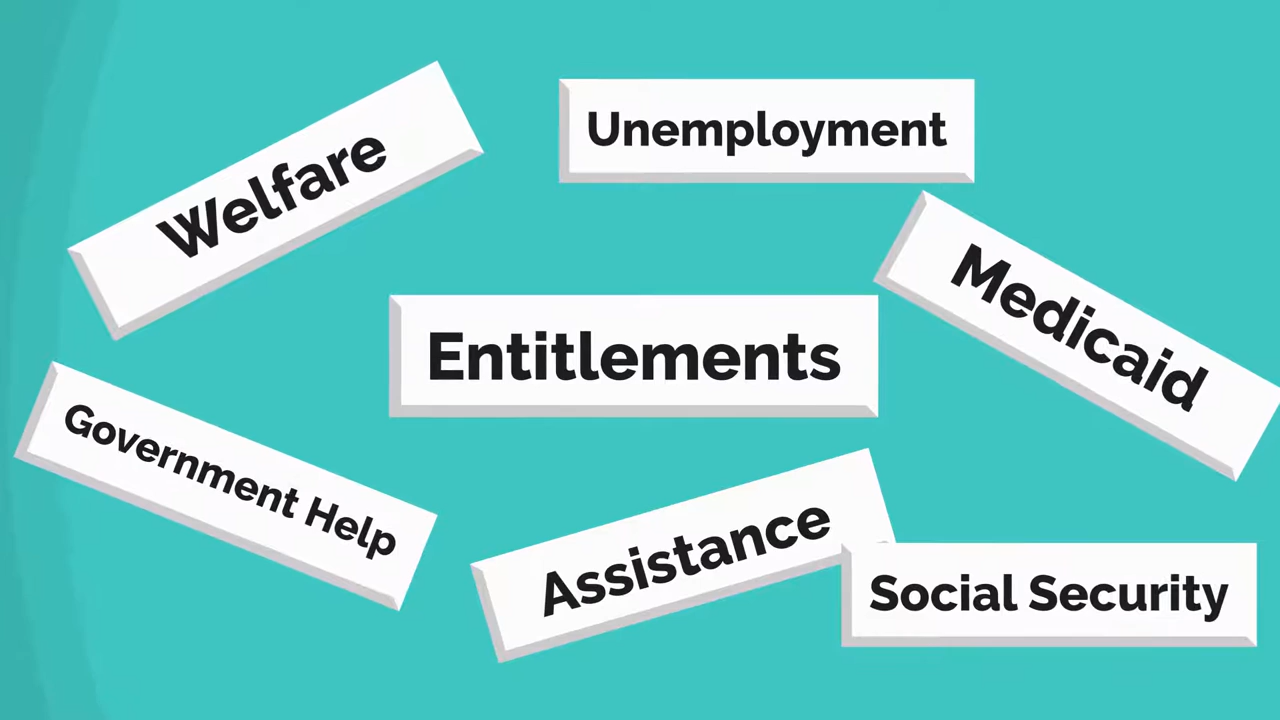 Welfare
Unemployment
Medicaid
Entitlements
Government Help
Assistance
Social Security